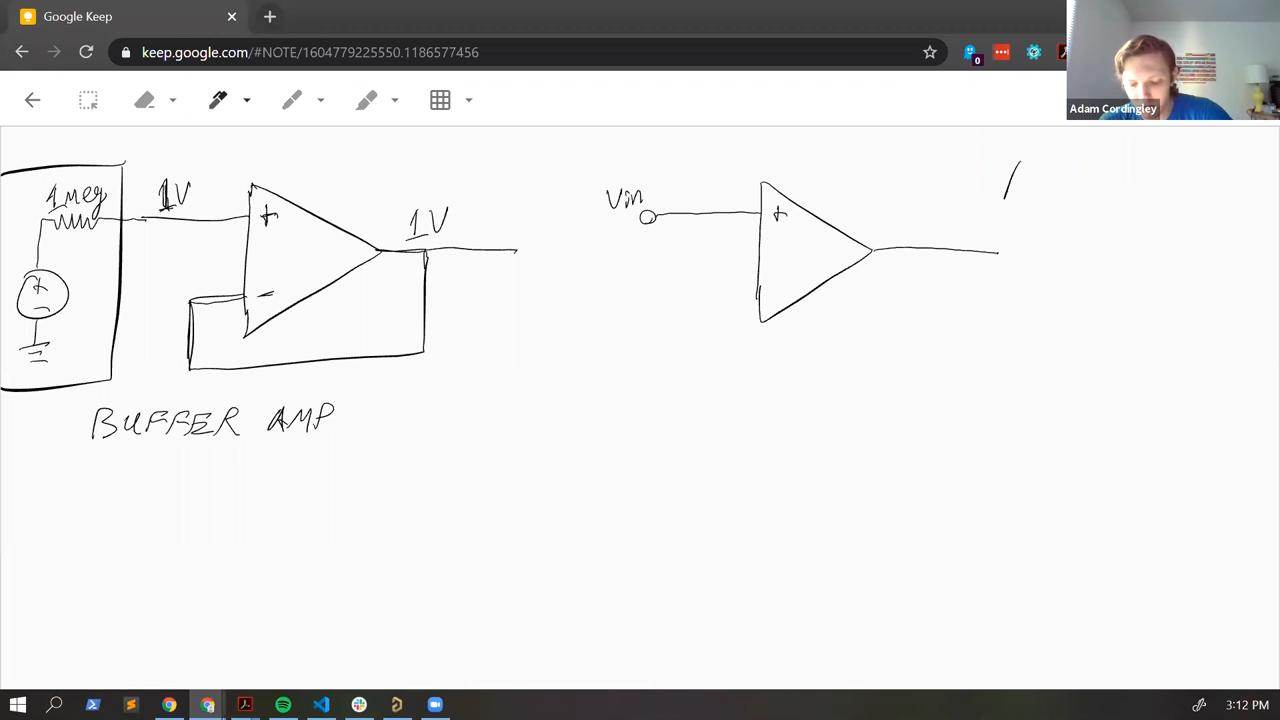 Google Keep
keep.google.com/#NOTE/1604779225550.1186577456
0
Adam Cordingley
1meg
1V
+
-
1V
+
-
BUFFER AMP
Vin
+
3:12 PM